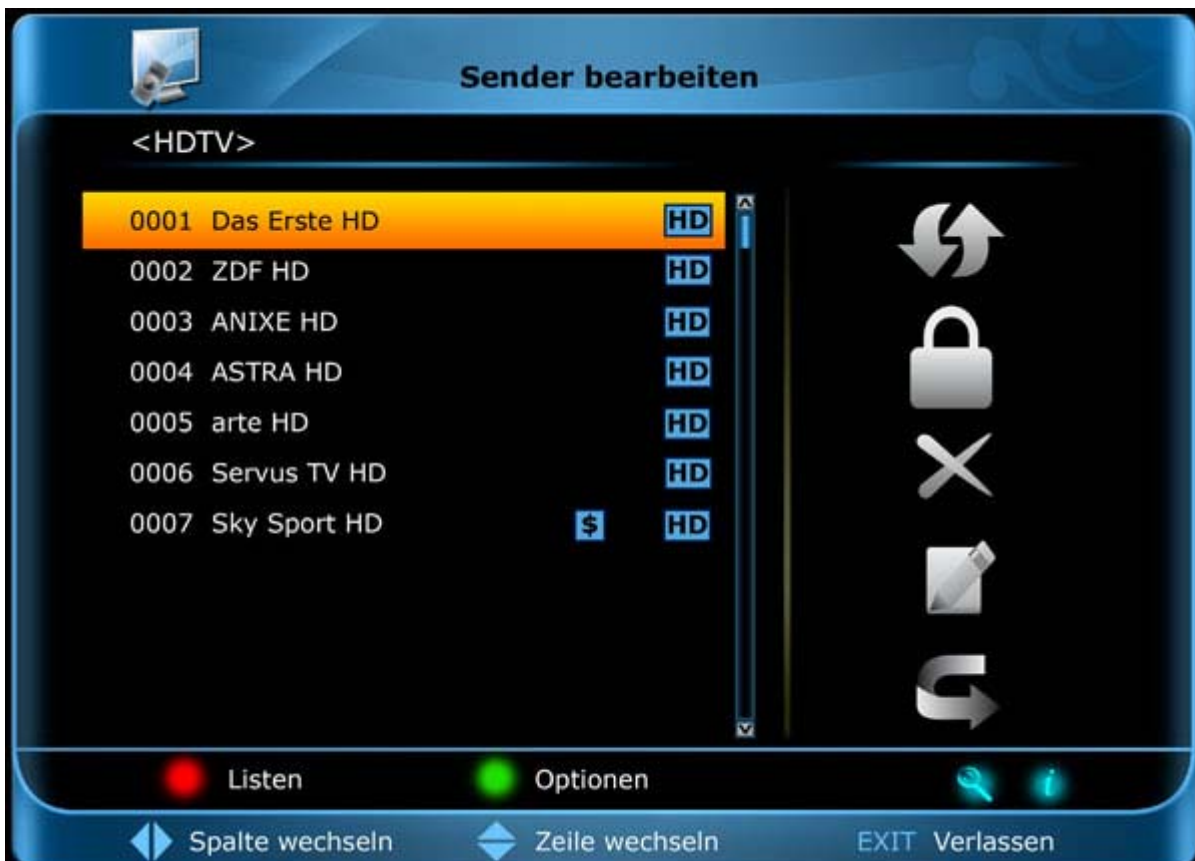 Sender bearbeiten
<HDTV>
0001 Das Erste HD HD
0002 ZDF HD HD
0003 ANIXE HD HD
0004 ASTRA HD HD
0005 arte HD HD
0006 Servus TV HD HD
0007 Sky Sport HD $ HD
Listen Optionen i
Spalte wechseln Zeile wechseln EXIT Verlassen